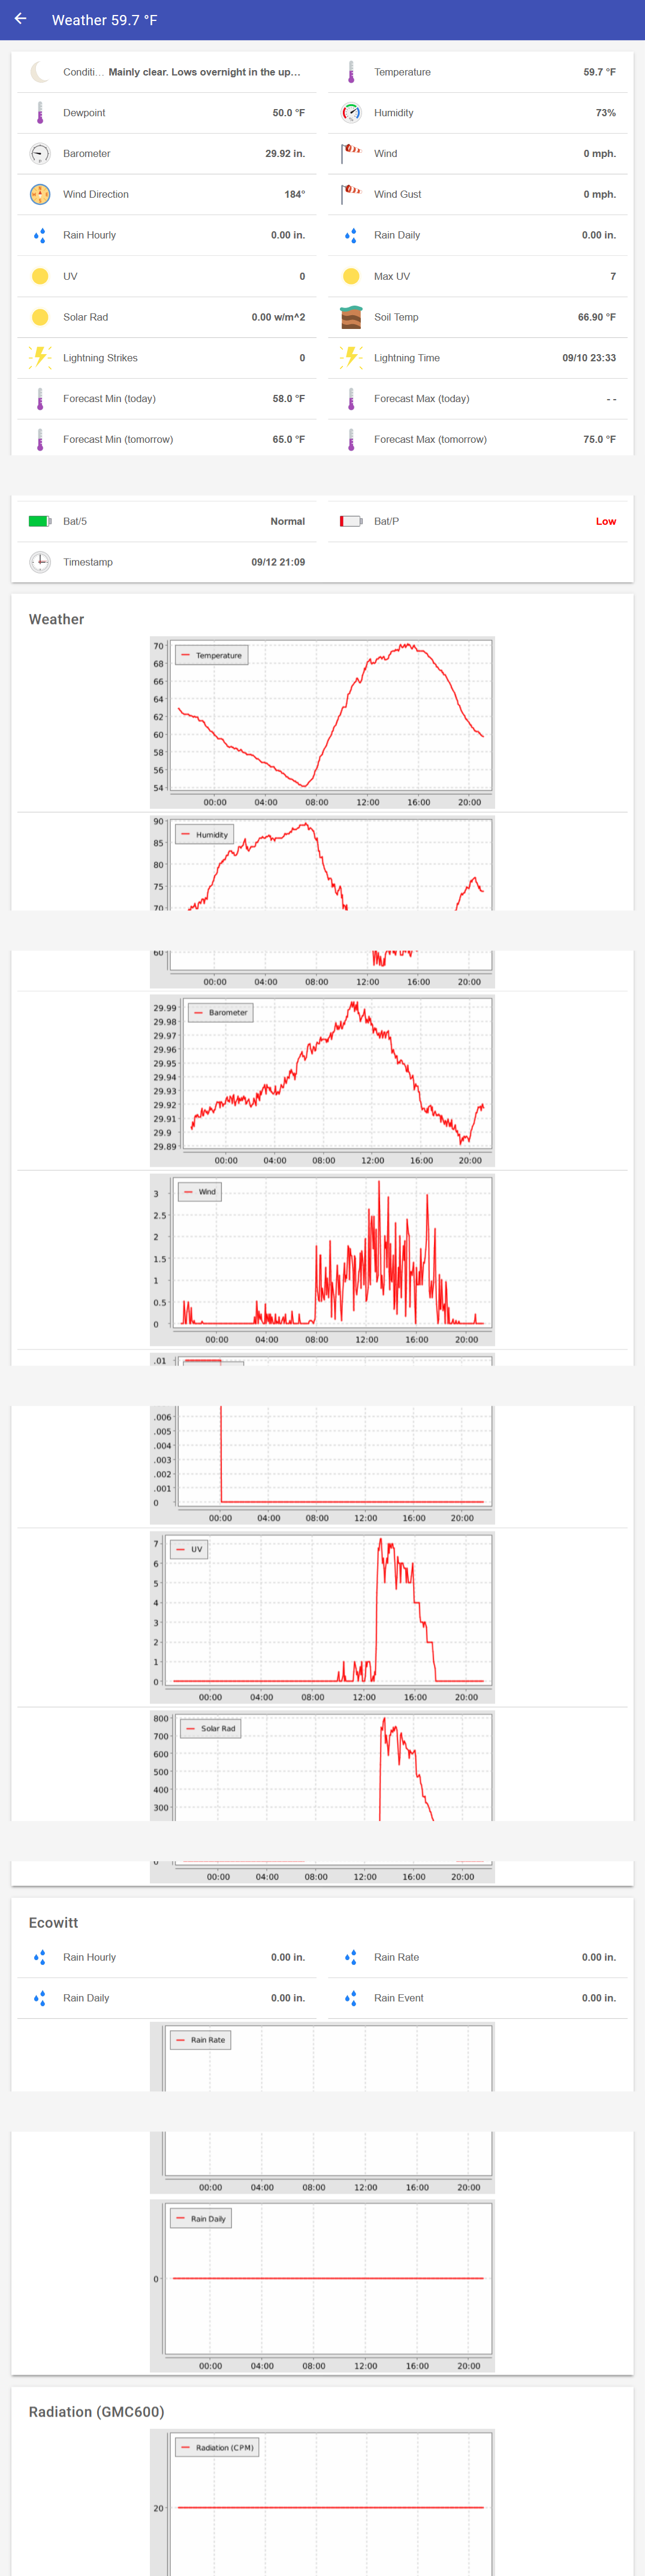 Weather 59.7 °F
Conditi... Mainly clear. Lows overnight in the up...
Temperature 59.7 °F
Dewpoint 50.0 °F
Humidity 73%
Barometer 29.92 in.
Wind 0 mph.
Wind Direction 184°
Wind Gust 0 mph.
Rain Hourly 0.00 in.
Rain Daily 0.00 in.
UV 0
Max UV 7
Solar Rad 0.00 w/m^2
Soil Temp 66.90 °F
Lightning Strikes 0
Lightning Time 09/10 23:33
Forecast Min (today) 58.0 °F
Forecast Max (today) - -
Forecast Min (tomorrow) 65.0 °F
Forecast Max (tomorrow) 75.0 °F
Bat/5 Normal
Bat/P Low
Timestamp 09/12 21:09
Weather
Temperature
70
68
66
64
62
60
58
56
54
00:00 04:00 08:00 12:00 16:00 20:00
Humidity
90
85
80
75
70
60
00:00 04:00 08:00 12:00 16:00 20:00
Barometer
29.99
29.98
29.97
29.96
29.95
29.94
29.93
29.92
29.91
29.9
29.89
00:00 04:00 08:00 12:00 16:00 20:00
Wind
3
2.5
2
1.5
1
0.5
0
00:00 04:00 08:00 12:00 16:00 20:00
.01
.006
.005
.004
.003
.002
.001
0
00:00 04:00 08:00 12:00 16:00 20:00
UV
7
6
5
4
3
2
1
0
00:00 04:00 08:00 12:00 16:00 20:00
Solar Rad
800
700
600
500
400
300
0
00:00 04:00 08:00 12:00 16:00 20:00
Ecowitt
Rain Hourly 0.00 in.
Rain Rate 0.00 in.
Rain Daily 0.00 in.
Rain Event 0.00 in.
Rain Rate
00:00 04:00 08:00 12:00 16:00 20:00
Rain Daily
0
00:00 04:00 08:00 12:00 16:00 20:00
Radiation (GMC600)
Radiation (CPM)
20